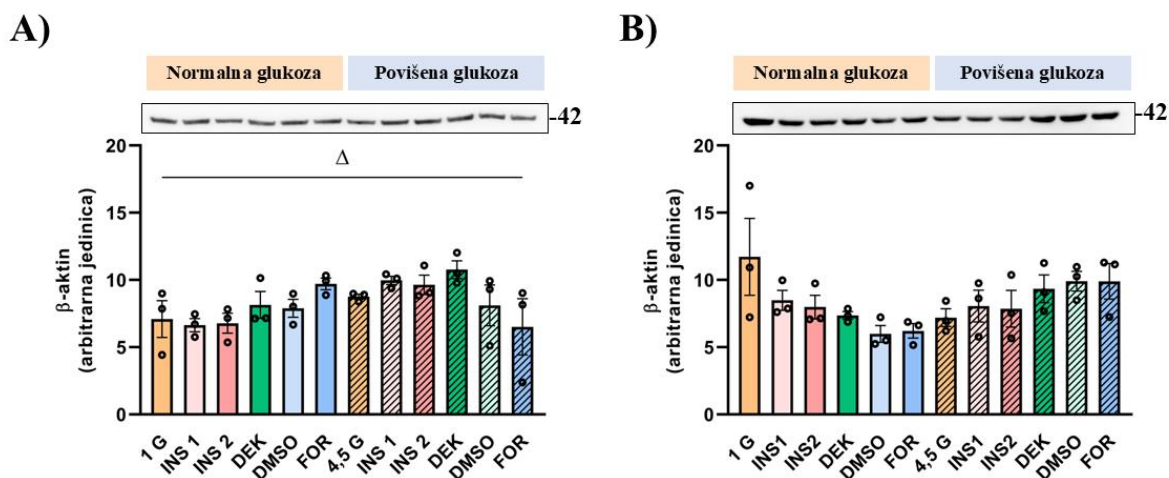 A)
Normalna glukoza Povišena glukoza
-42
Δ
β-aktin
(arbitrarna jedinica)
20
15
10
5
0
1 G INS 1 INS 2 DEK DMSO FOR 4,5 G INS 1 INS 2 DEK DMSO FOR
B)
Normalna glukoza Povišena glukoza
-42
β-aktin
(arbitrarna jedinica)
20
15
10
5
0
1 G INS1 INS2 DEK DMSO FOR 4,5 G INS1 INS2 DEK DMSO FOR